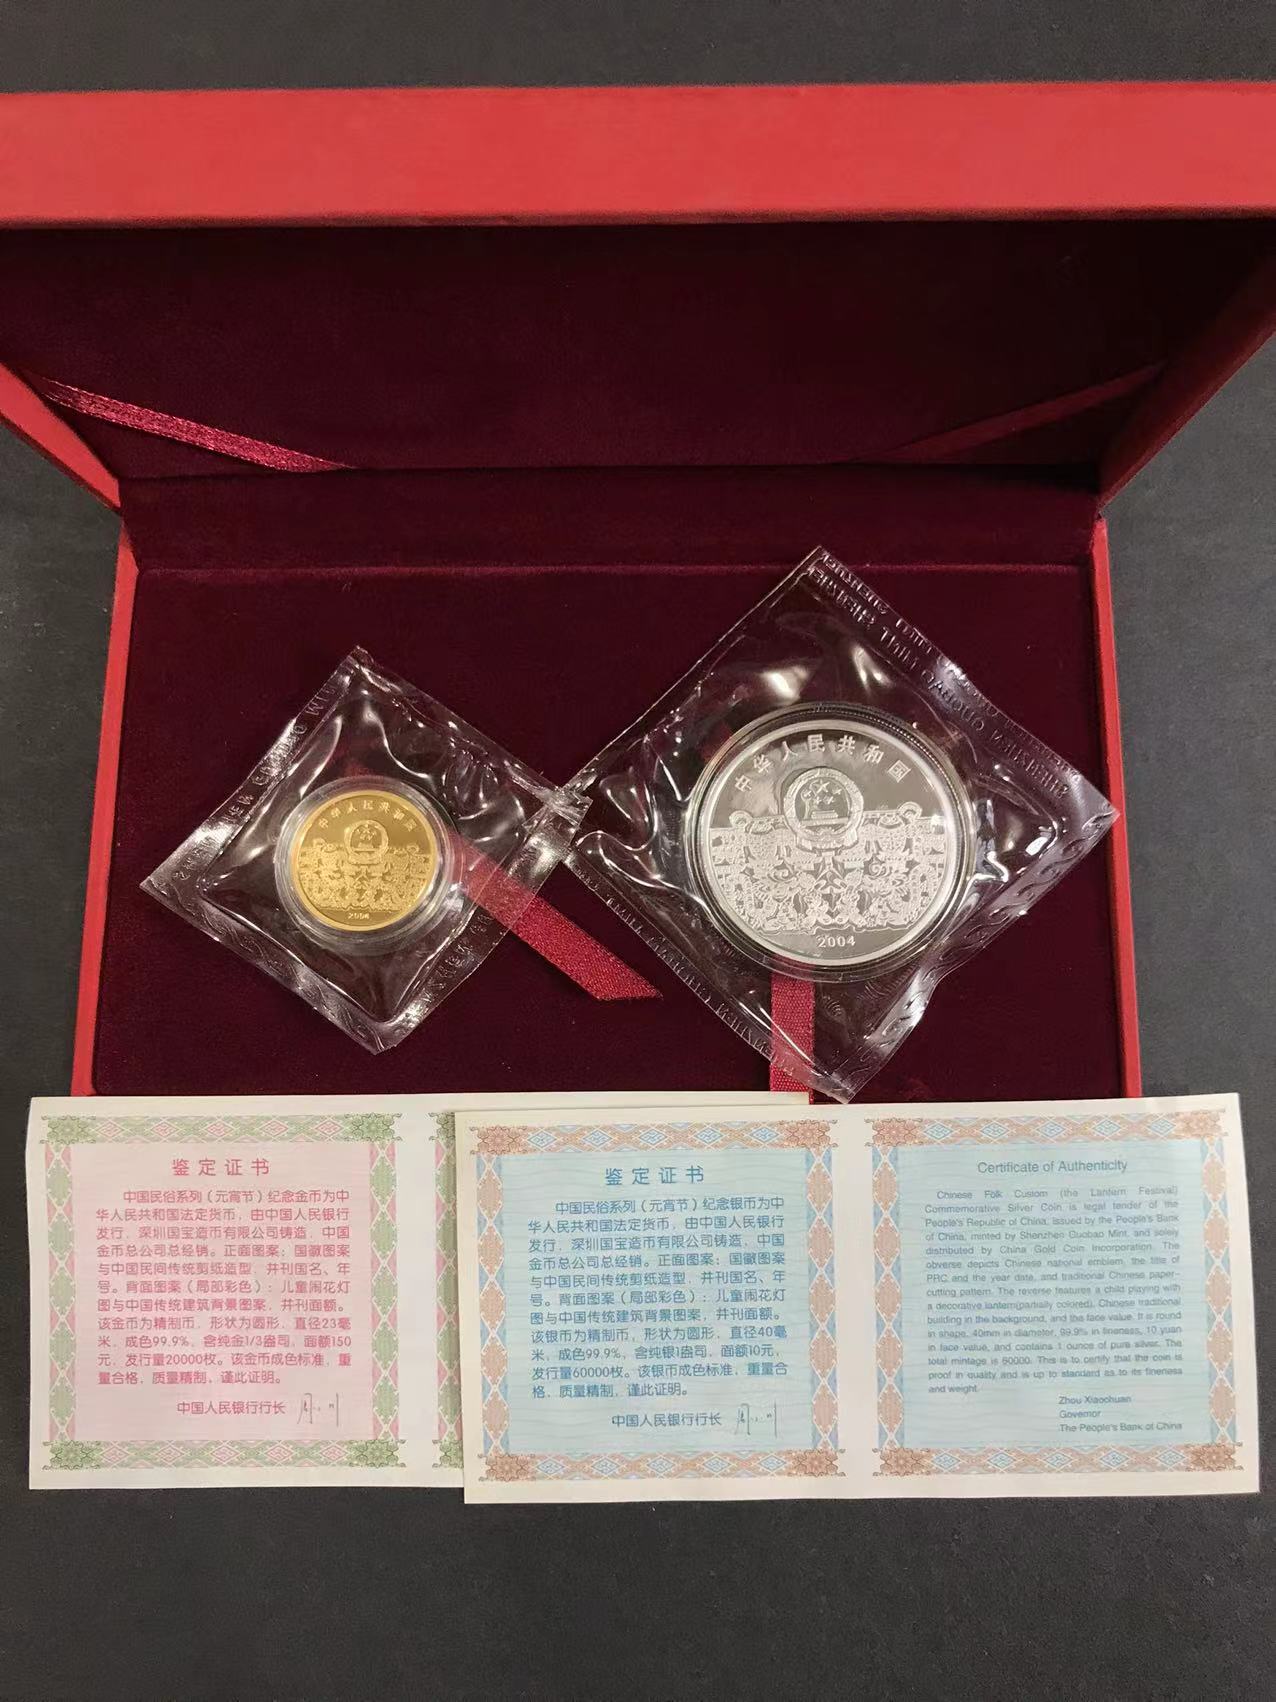 中华人民共和国
2004
中华人民共和国
2004
鉴定证书
中国民俗系列（元宵节）纪念金币为中
华人民共和国法定货币，由中国人民银行
发行，深圳国宝造币有限公司铸造，中国
金币总公司总经销。正面图案：国徽图案
与中国民间传统剪纸造型，并刊国名、年
号。背面图案（局部彩色）：儿童闹花灯
图与中国传统建筑背景图案，并刊面额。
该金币为精制币，形状为圆形，直径23毫
米，成色99.9%，含纯金1/3盎司，面额150
元，发行量20000枚。该金币成色标准，重
量合格，质量精制，谨此证明。
中国人民银行行长
鉴定证书
中国民俗系列（元宵节）纪念银币为中
华人民共和国法定货币，由中国人民银行
发行，深圳国宝造币有限公司铸造，中国
金币总公司总经销。正面图案：国徽图案
与中国民间传统剪纸造型，并刊国名、年
号。背面图案（局部彩色）：儿童闹花灯
图与中国传统建筑背景图案，并刊面额。
该银币为精制币，形状为圆形，直径40毫
米，成色99.9%，含纯银1盎司，面额10元，
发行量60000枚。该银币成色标准，重量合
格，质量精制，谨此证明。
中国人民银行行长
Certificate of Authenticity
Chinese Folk Custom (the Lantern Festival)
Commemorative Silver Coin is legal tender of the
People's Republic of China, issued by the People's Bank
of China, minted by Shenzhen Guobao Mint, and solely
distributed by China Gold Coin Incorporation. The
obverse depicts Chinese national emblem, the title of
PRC and the year date, and traditional Chinese paper-
cutting pattern. The reverse features a child playing with
a decorative lantern(partially colored), Chinese traditional
building in the background, and the face value. It is round
in shape, 40mm in diameter, 99.9% in fineness, 10 yuan
in face value, and contains 1 ounce of pure silver. The
total mintage is 60000. This is to certify that the coin is
proof in quality and is up to standard as to its fineness
and weight.
Zhou Xiaochuan
Governor
The People's Bank of China